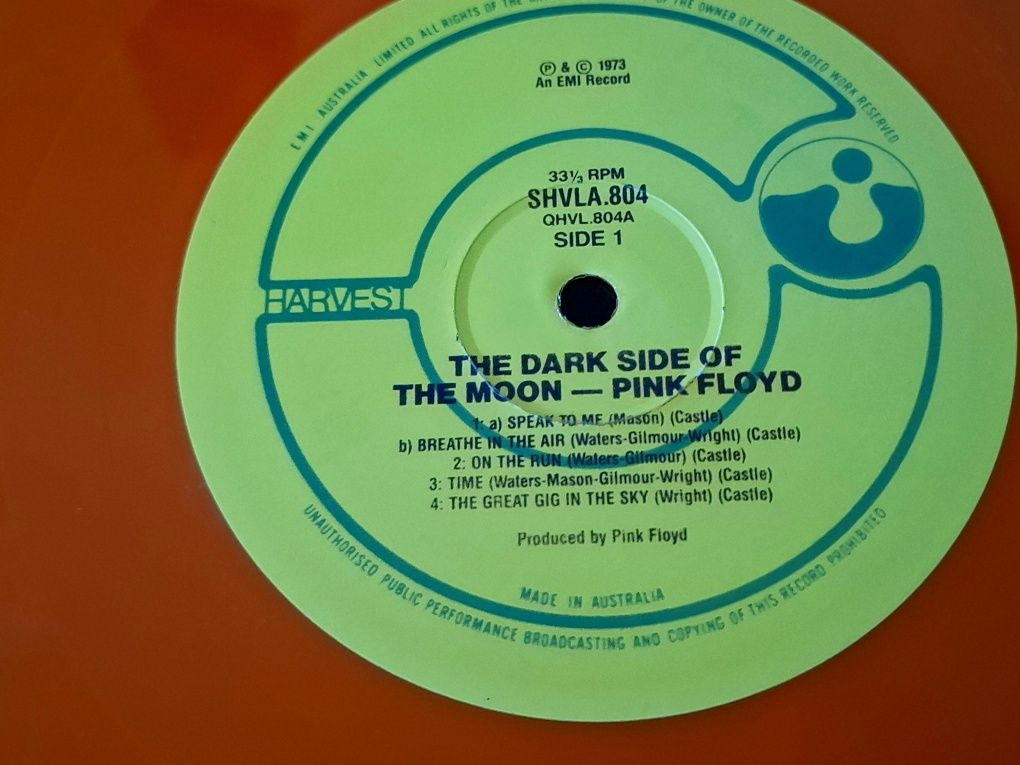 E.M.I. AUSTRALIA LIMITED ALL RIGHTS OF THE OF THE OWNER OF THE RECORDED WORK RESERVED
℗ & © 1973
An EMI Record
33⅓ RPM
SHVLA.804
QHVL.804A
SIDE 1
HARVEST
THE DARK SIDE OF
THE MOON — PINK FLOYD
1: a) SPEAK TO ME (Mason) (Castle)
b) BREATHE IN THE AIR (Waters-Gilmour-Wright) (Castle)
2: ON THE RUN (Waters-Gilmour) (Castle)
3: TIME (Waters-Mason-Gilmour-Wright) (Castle)
4: THE GREAT GIG IN THE SKY (Wright) (Castle)
Produced by Pink Floyd
MADE IN AUSTRALIA
UNAUTHORISED PUBLIC PERFORMANCE BROADCASTING AND COPYING OF THIS RECORD PROHIBITED